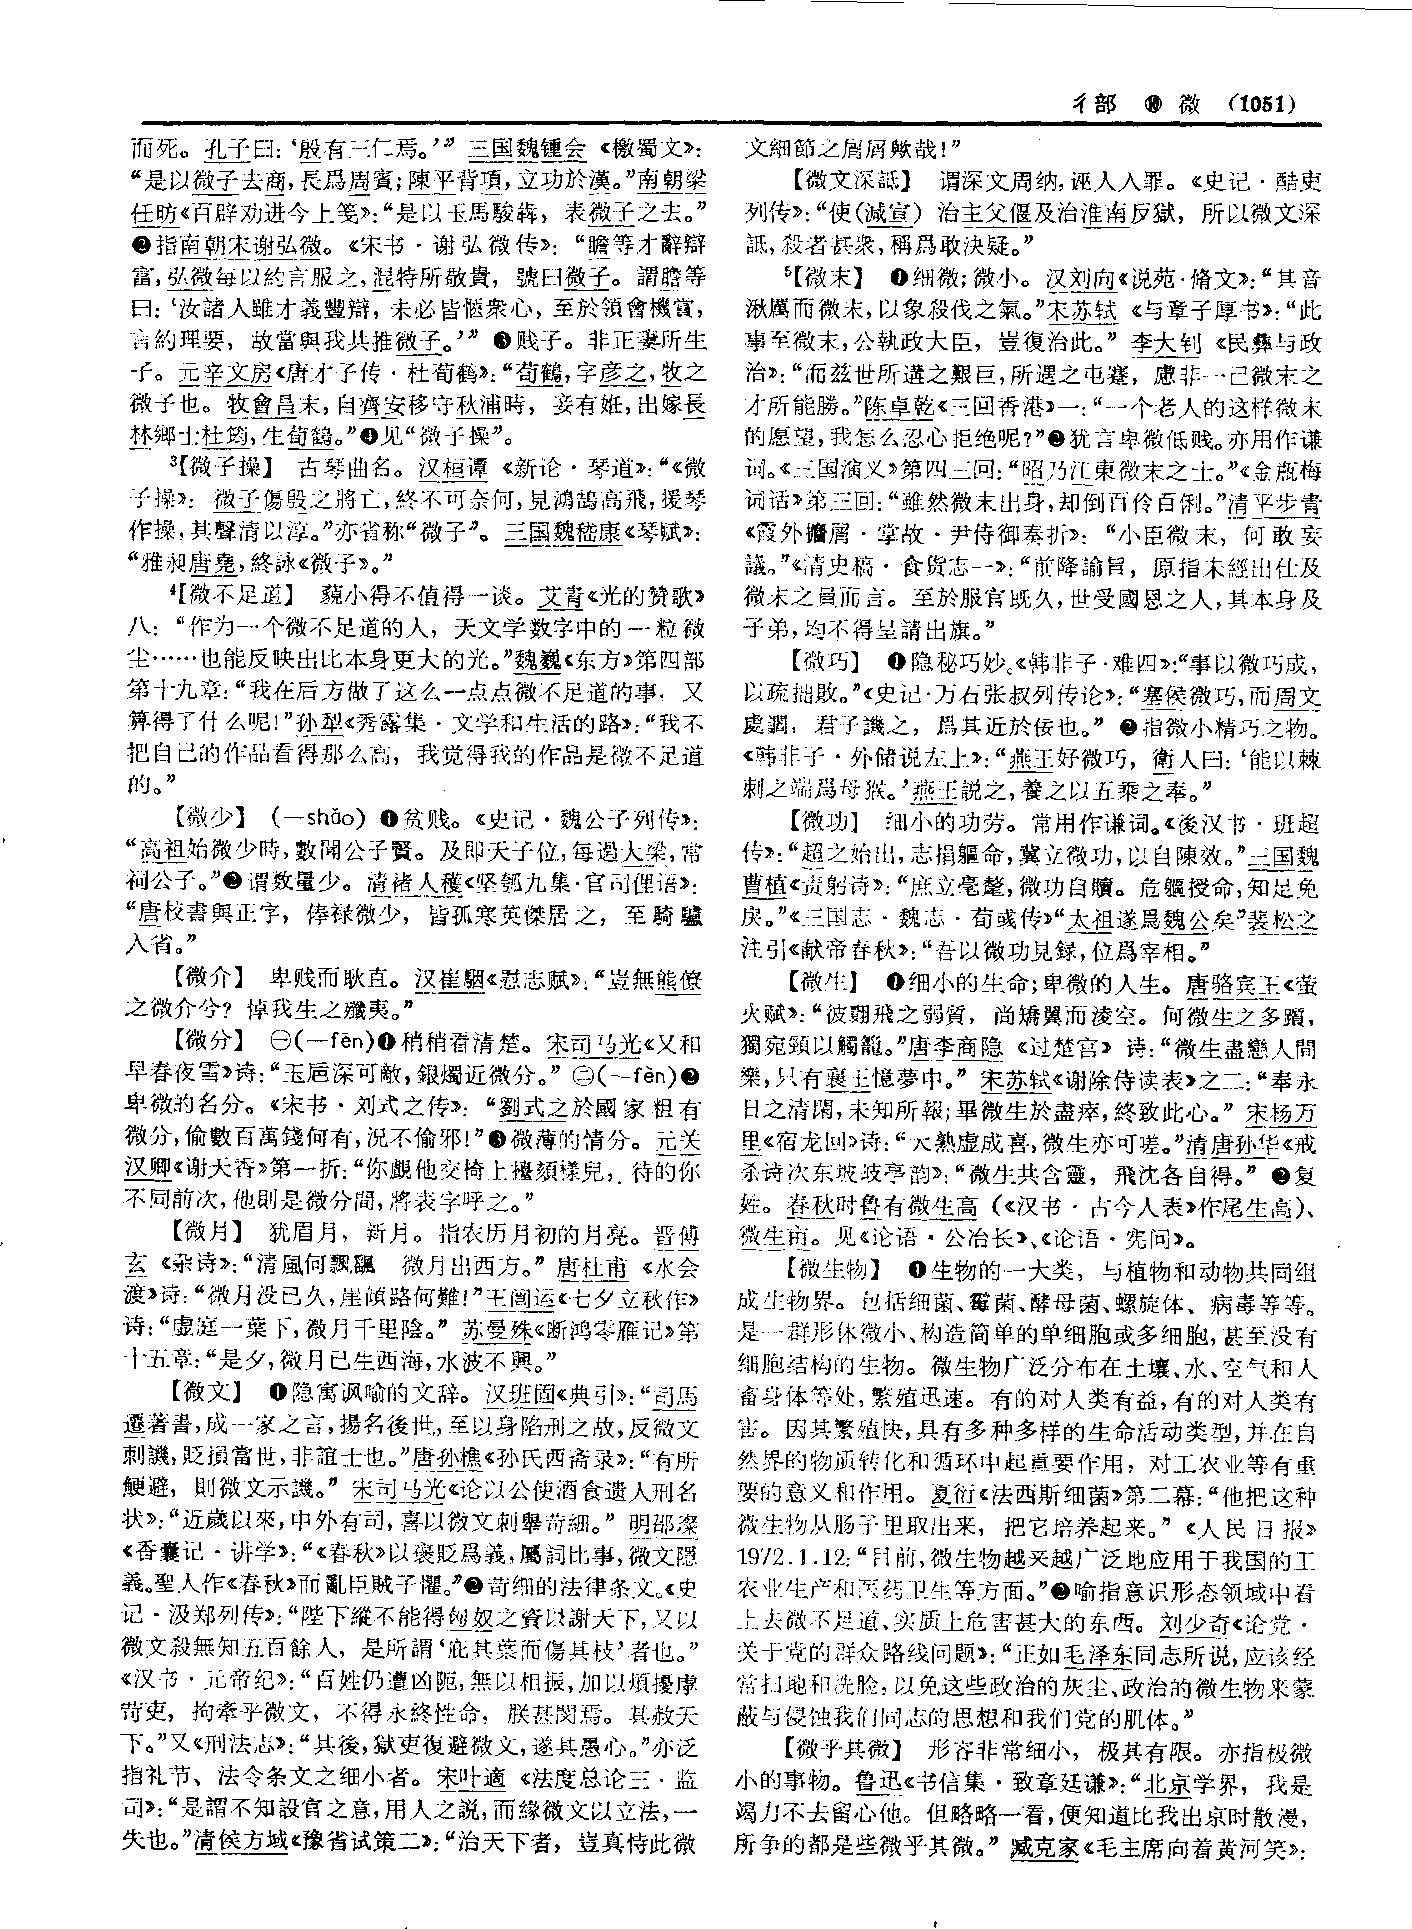 彳部 ⑩ 微 (1051)
而死。孔子曰：‘殷有三仁焉。’” 三国魏锺会《檄蜀文》：
“是以微子去商，長爲周賓；陳平背項，立功於漢。”南朝梁
任昉《百辟劝进今上笺》：“是以玉馬駿犇，表微子之去。”
❷指南朝宋谢弘微。《宋书·谢弘微传》：“瞻等才辭辯
富，弘微每以約言服之，混特所敬貴，號曰微子。謂瞻等
曰：‘汝諸人雖才義豐辯，未必皆愜衆心，至於領會機賞，
言約理要，故當與我共推微子。’” ❸贱子。非正妻所生
子。元辛文房《唐才子传·杜荀鹤》：“荀鶴，字彦之，牧之
微子也。牧會昌末，自齊安移守秋浦時，妾有妊，出嫁長
林鄉士杜筠，生荀鶴。”❹见“微子操”。
³【微子操】 古琴曲名。汉桓谭《新论·琴道》：“《微
子操》：微子傷殷之將亡，終不可奈何，見鴻鵠高飛，援琴
作操，其聲清以淳。”亦省称“微子”。三国魏嵇康《琴赋》：
“雅昶唐堯，終詠《微子》。”
⁴【微不足道】 藐小得不值得一谈。艾青《光的赞歌》
八：“作为一个微不足道的人，天文学数字中的一粒微
尘……也能反映出比本身更大的光。”魏巍《东方》第四部
第十九章：“我在后方做了这么一点点微不足道的事，又
算得了什么呢！”孙犁《秀露集·文学和生活的路》：“我不
把自己的作品看得那么高，我觉得我的作品是微不足道
的。”
【微少】 (—shǎo) ❶贫贱。《史记·魏公子列传》：
“高祖始微少時，數聞公子賢。及即天子位，每過大梁，常
祠公子。”❷谓数量少。清褚人穫《坚瓠九集·官司俚语》：
“唐校書與正字，俸禄微少，皆孤寒英傑居之，至騎驢
入省。”
【微介】 卑贱而耿直。汉崔駰《慰志赋》：“豈無熊僚
之微介兮？悼我生之殲夷。”
【微分】 ㊀(—fēn)❶稍稍看清楚。宋司马光《又和
早春夜雪》诗：“玉巵深可敵，銀燭近微分。” ㊁(—fèn)❷
卑微的名分。《宋书·刘式之传》：“劉式之於國家粗有
微分，偷數百萬錢何有，況不偷邪！”❸微薄的情分。元关
汉卿《谢天香》第一折：“你覷他交椅上擡頦樣兒，待的你
不同前次，他則是微分間，將表字呼之。”
【微月】 犹眉月，新月。指农历月初的月亮。晋傅
玄《杂诗》：“清風何飄飖 微月出西方。” 唐杜甫《水会
渡》诗：“微月没已久，崖傾路何難！”王闿运《七夕立秋作》
诗：“虚庭一葉下，微月千里陰。” 苏曼殊《断鸿零雁记》第
十五章：“是夕，微月已生西海，水波不興。”
【微文】 ❶隐寓讽喻的文辞。汉班固《典引》：“司馬
遷著書，成一家之言，揚名後世，至以身陷刑之故，反微文
刺譏，貶損當世，非誼士也。”唐孙樵《孙氏西斋录》：“有所
鯁避，則微文示譏。” 宋司马光《论以公使酒食遗人刑名
状》：“近歲以來，中外有司，喜以微文刺舉苛細。” 明邵璨
《香囊记·讲学》：“《春秋》以褒貶爲義，屬詞比事，微文隱
義。聖人作《春秋》而亂臣賊子懼。”❷苛细的法律条文。《史
记·汲郑列传》：“陛下縱不能得匈奴之資以謝天下，又以
微文殺無知五百餘人，是所謂‘庇其葉而傷其枝’者也。”
《汉书·元帝纪》：“百姓仍遭凶阨，無以相振，加以煩擾虖
苛吏，拘牽乎微文，不得永終性命，朕甚閔焉。其赦天
下。”又《刑法志》：“其後，獄吏復避微文，遂其愚心。”亦泛
指礼节、法令条文之细小者。宋叶適《法度总论三·监
司》：“是謂不知設官之意，用人之説，而緣微文以立法，一
失也。”清侯方域《豫省试策二》：“治天下者，豈真恃此微
文細節之屑屑歟哉！”
【微文深詆】 谓深文周纳，诬人入罪。《史记·酷吏
列传》：“使(減宣) 治主父偃及治淮南反獄，所以微文深
詆，殺者甚衆，稱爲敢決疑。”
⁵【微末】 ❶细微；微小。汉刘向《说苑·脩文》：“其音
湫厲而微末，以象殺伐之氣。”宋苏轼《与章子厚书》：“此
事至微末，公執政大臣，豈復治此。” 李大钊《民彝与政
治》：“而兹世所遘之艱巨，所遇之屯蹇，慮非一己微末之
才所能勝。”陈卓乾《三回香港》一：“一个老人的这样微末
的愿望，我怎么忍心拒绝呢？”❷犹言卑微低贱。亦用作谦
词。《三国演义》第四三回：“昭乃江東微末之士。”《金瓶梅
词话》第三回：“雖然微末出身，却倒百伶百俐。”清平步青
《霞外攟屑·掌故·尹侍御奏折》：“小臣微末，何敢妄
議。”《清史稿·食货志一》：“前降諭旨，原指未經出仕及
微末之員而言。至於服官既久，世受國恩之人，其本身及
子弟，均不得呈請出旗。”
【微巧】 ❶隐秘巧妙。《韩非子·难四》：“事以微巧成，
以疏拙敗。”《史记·万石张叔列传论》：“塞侯微巧，而周文
處讇，君子譏之，爲其近於佞也。” ❷指微小精巧之物。
《韩非子·外储说左上》：“燕王好微巧，衛人曰：‘能以棘
刺之端爲母猴。’燕王説之，養之以五乘之奉。”
【微功】 细小的功劳。常用作谦词。《後汉书·班超
传》：“超之始出，志捐軀命，冀立微功，以自陳效。”三国魏
曹植《责躬诗》：“庶立毫氂，微功自贖。危軀授命，知足免
戾。”《三国志·魏志·荀彧传》“太祖遂爲魏公矣”裴松之
注引《献帝春秋》：“吾以微功見録，位爲宰相。”
【微生】 ❶细小的生命；卑微的人生。唐骆宾王《萤
火赋》：“彼翾飛之弱質，尚矯翼而淩空。何微生之多躓，
獨宛頸以觸籠。”唐李商隐《过楚宫》诗：“微生盡戀人間
樂，只有襄王憶夢中。” 宋苏轼《谢除侍读表》之二：“奉永
日之清閑，未知所報；畢微生於盡瘁，終致此心。” 宋杨万
里《宿龙回》诗：“大熱虚成喜，微生亦可嗟。”清唐孙华《戒
杀诗次东坡岐亭韵》：“微生共含靈，飛沈各自得。” ❷复
姓。春秋时鲁有微生高（《汉书·古今人表》作尾生高）、
微生亩。见《论语·公冶长》、《论语·宪问》。
【微生物】 ❶生物的一大类，与植物和动物共同组
成生物界。包括细菌、霉菌、酵母菌、螺旋体、病毒等等。
是一群形体微小、构造简单的单细胞或多细胞，甚至没有
细胞结构的生物。微生物广泛分布在土壤、水、空气和人
畜身体等处，繁殖迅速。有的对人类有益，有的对人类有
害。因其繁殖快，具有多种多样的生命活动类型，并在自
然界的物质转化和循环中起重要作用，对工农业等有重
要的意义和作用。夏衍《法西斯细菌》第二幕：“他把这种
微生物从肠子里取出来，把它培养起来。”《人民日报》
1972.1.12：“目前，微生物越来越广泛地应用于我国的工
农业生产和医药卫生等方面。”❷喻指意识形态领域中看
上去微不足道、实质上危害甚大的东西。刘少奇《论党·
关于党的群众路线问题》：“正如毛泽东同志所说，应该经
常扫地和洗脸，以免这些政治的灰尘、政治的微生物来蒙
蔽与侵蚀我们同志的思想和我们党的肌体。”
【微乎其微】 形容非常细小，极其有限。亦指极微
小的事物。鲁迅《书信集·致章廷谦》：“北京学界，我是
竭力不去留心他。但略略一看，便知道比我出京时散漫，
所争的都是些微乎其微。” 臧克家《毛主席向着黄河笑》：